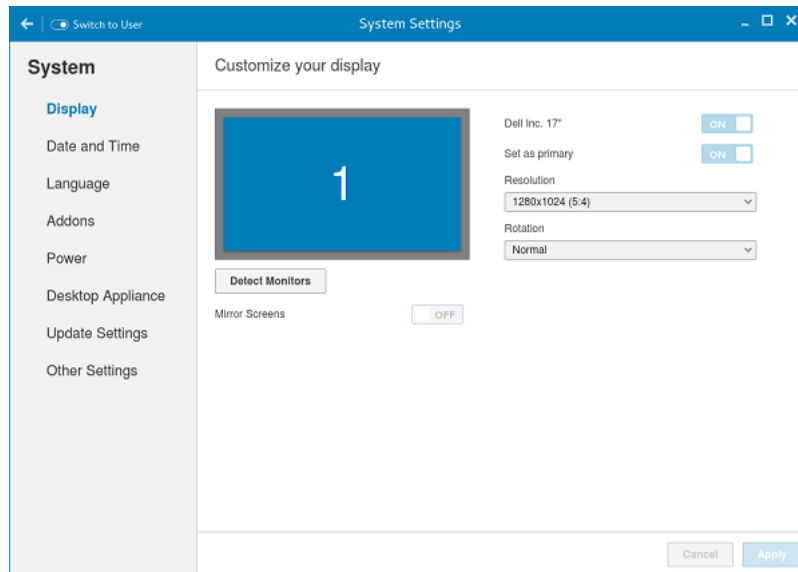 Switch to User
System Settings
System
Display
Date and Time
Language
Addons
Power
Desktop Appliance
Update Settings
Other Settings
Customize your display
1
Detect Monitors
Mirror Screens
OFF
Dell Inc. 17"
ON
Set as primary
ON
Resolution
1280x1024 (5:4)
Rotation
Normal
Cancel
Apply